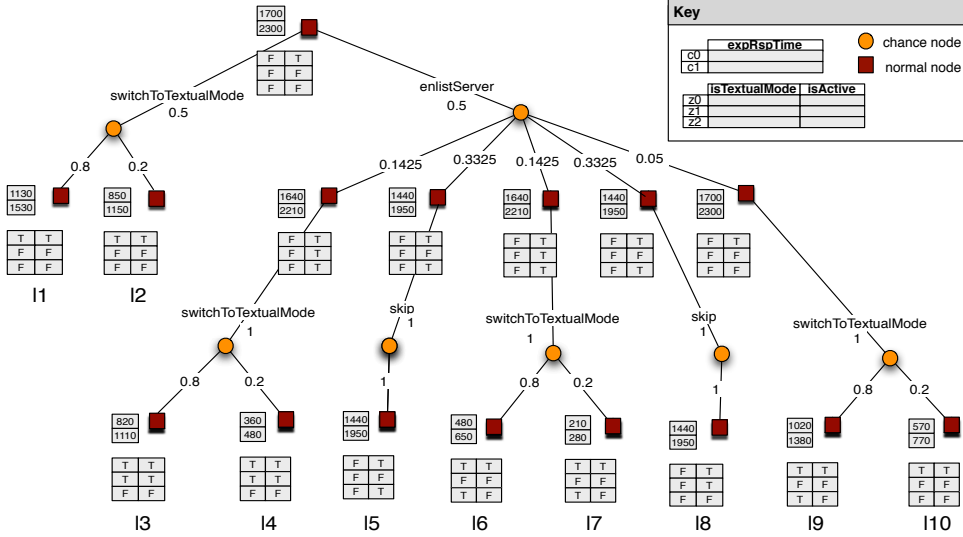 Key
expRspTime
c0
c1
chance node
normal node
isTextualMode isActive
z0
z1
z2
1700
2300
F T
F F
F F
switchToTextualMode
0.5
enlistServer
0.5
0.8
0.2
0.1425
0.3325
0.1425
0.3325
0.05
1130
1530
T T
F F
F F
l1
850
1150
T T
F F
F F
l2
1640
2210
F T
F T
F T
1440
1950
F T
F F
F T
1640
2210
F T
F F
F T
1440
1950
F T
F F
F T
1700
2300
F T
F F
F F
switchToTextualMode
1
skip
1
switchToTextualMode
1
skip
1
switchToTextualMode
1
0.8
0.2
1
0.8
0.2
1
0.8
0.2
820
1110
T T
T T
F F
l3
360
480
T T
T T
F F
l4
1440
1950
F T
F F
F T
l5
480
650
T T
F F
F T
l6
210
280
T T
F F
T F
l7
1440
1950
F T
F F
F T
l8
1020
1380
T T
F F
T F
l9
570
770
T T
T F
F F
l10